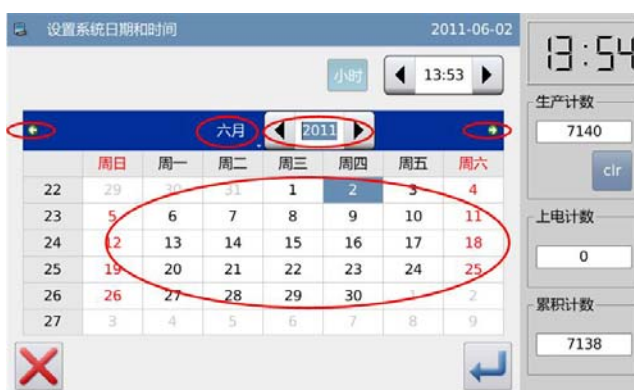 设置系统日期和时间 2011-06-02
小时 13:53
六月 2011
周日 周一 周二 周三 周四 周五 周六
22 29 30 31 1 2 3 4
23 5 6 7 8 9 10 11
24 12 13 14 15 16 17 18
25 19 20 21 22 23 24 25
26 26 27 28 29 30 1 2
27 3 4 5 6 7 8 9
13:54
生产计数
7140
clr
上电计数
0
累积计数
7138